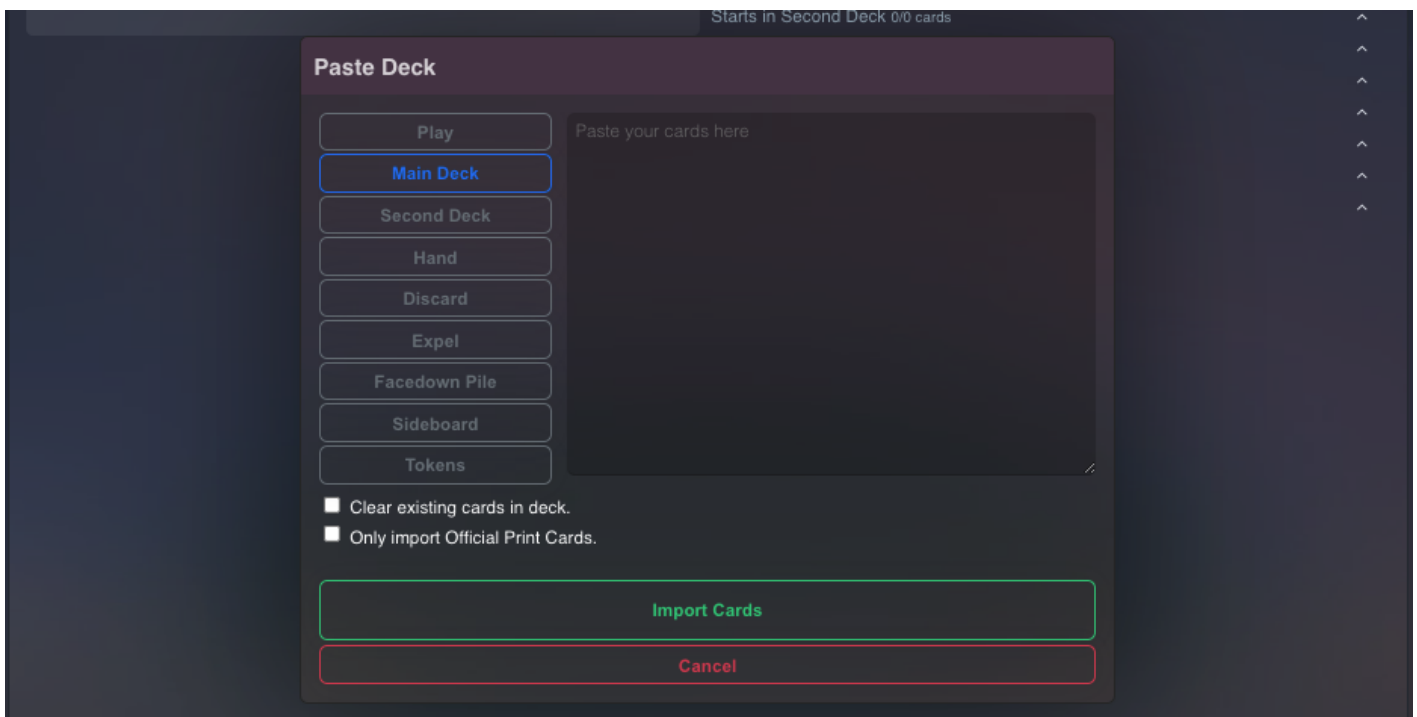 Starts in Second Deck 0/0 cards
Paste Deck
Play
Paste your cards here
Main Deck
Second Deck
Hand
Discard
Expel
Facedown Pile
Sideboard
Tokens
Clear existing cards in deck.
Only import Official Print Cards.
Import Cards
Cancel